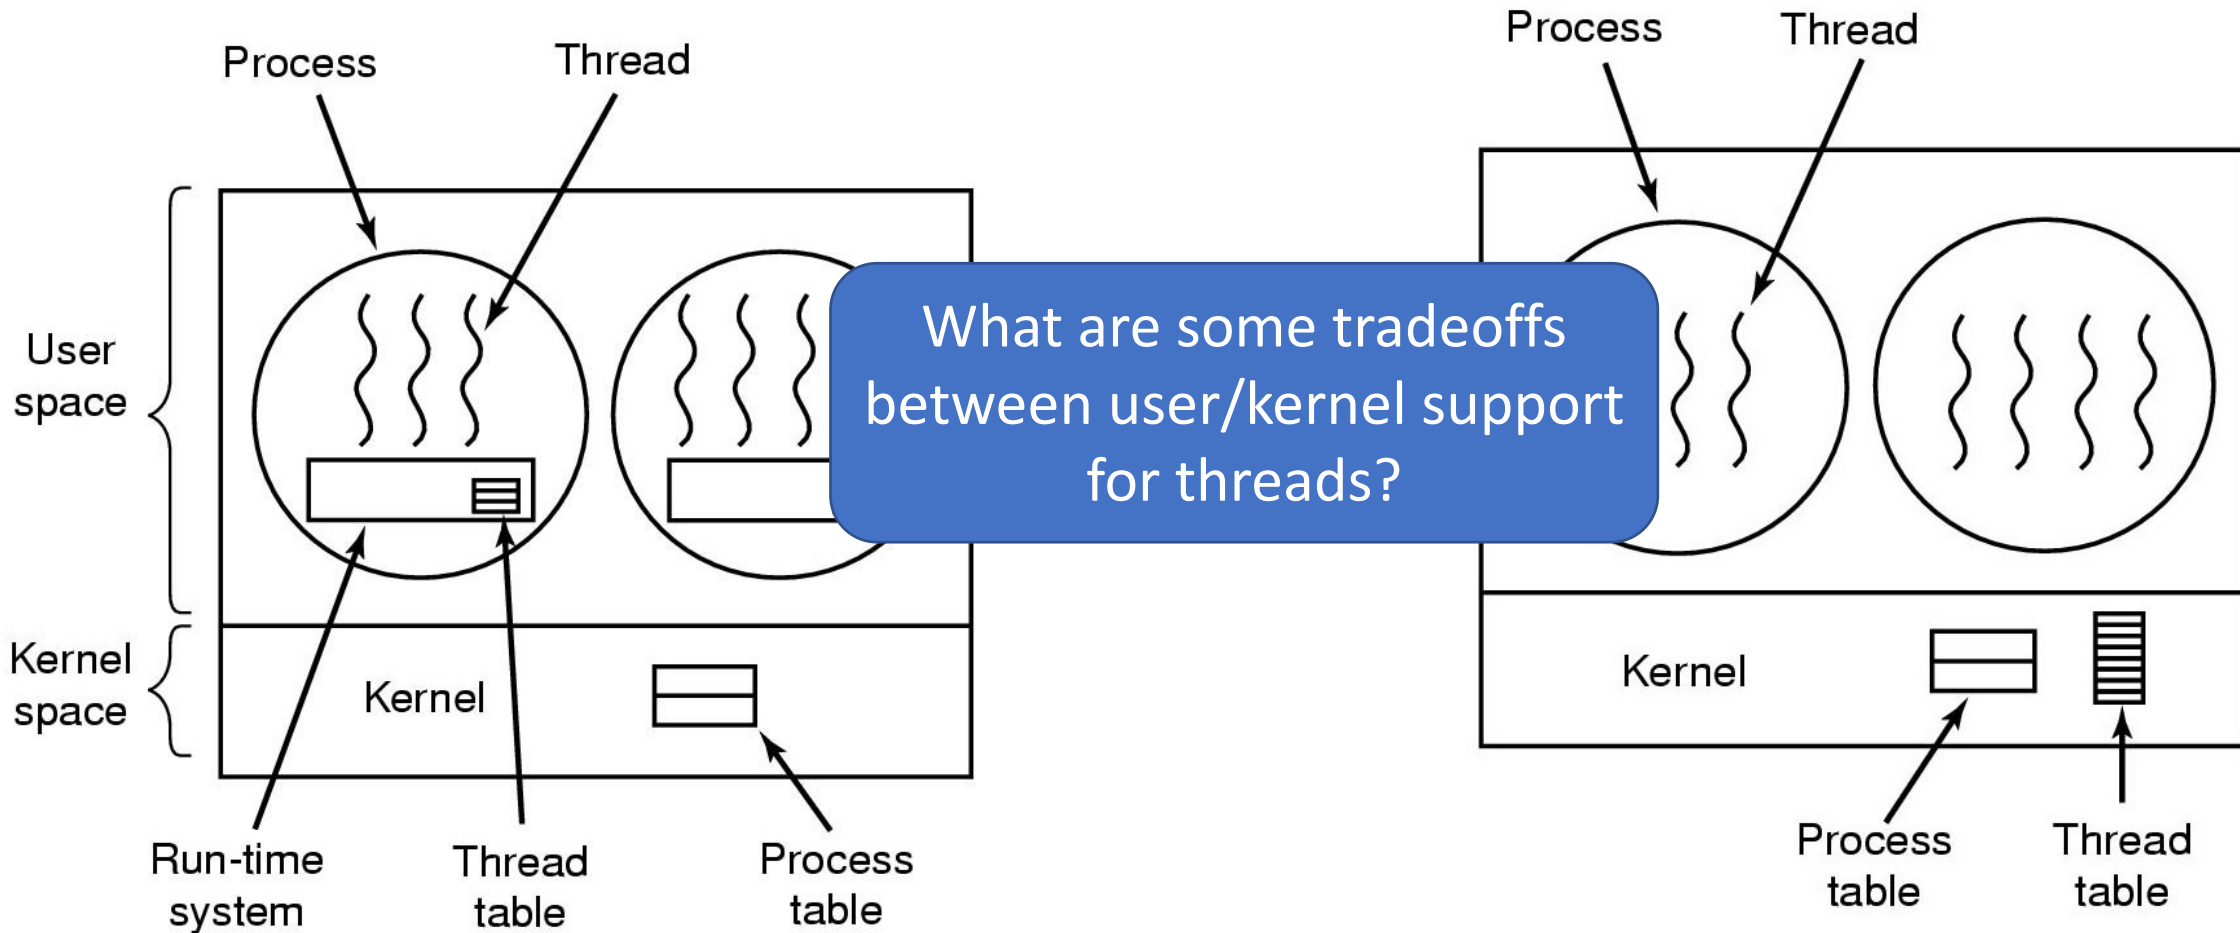 Process
Thread
User
space
Kernel
space
Kernel
Run-time
system
Thread
table
Process
table
What are some tradeoffs
between user/kernel support
for threads?
Process
Thread
Kernel
Process
table
Thread
table